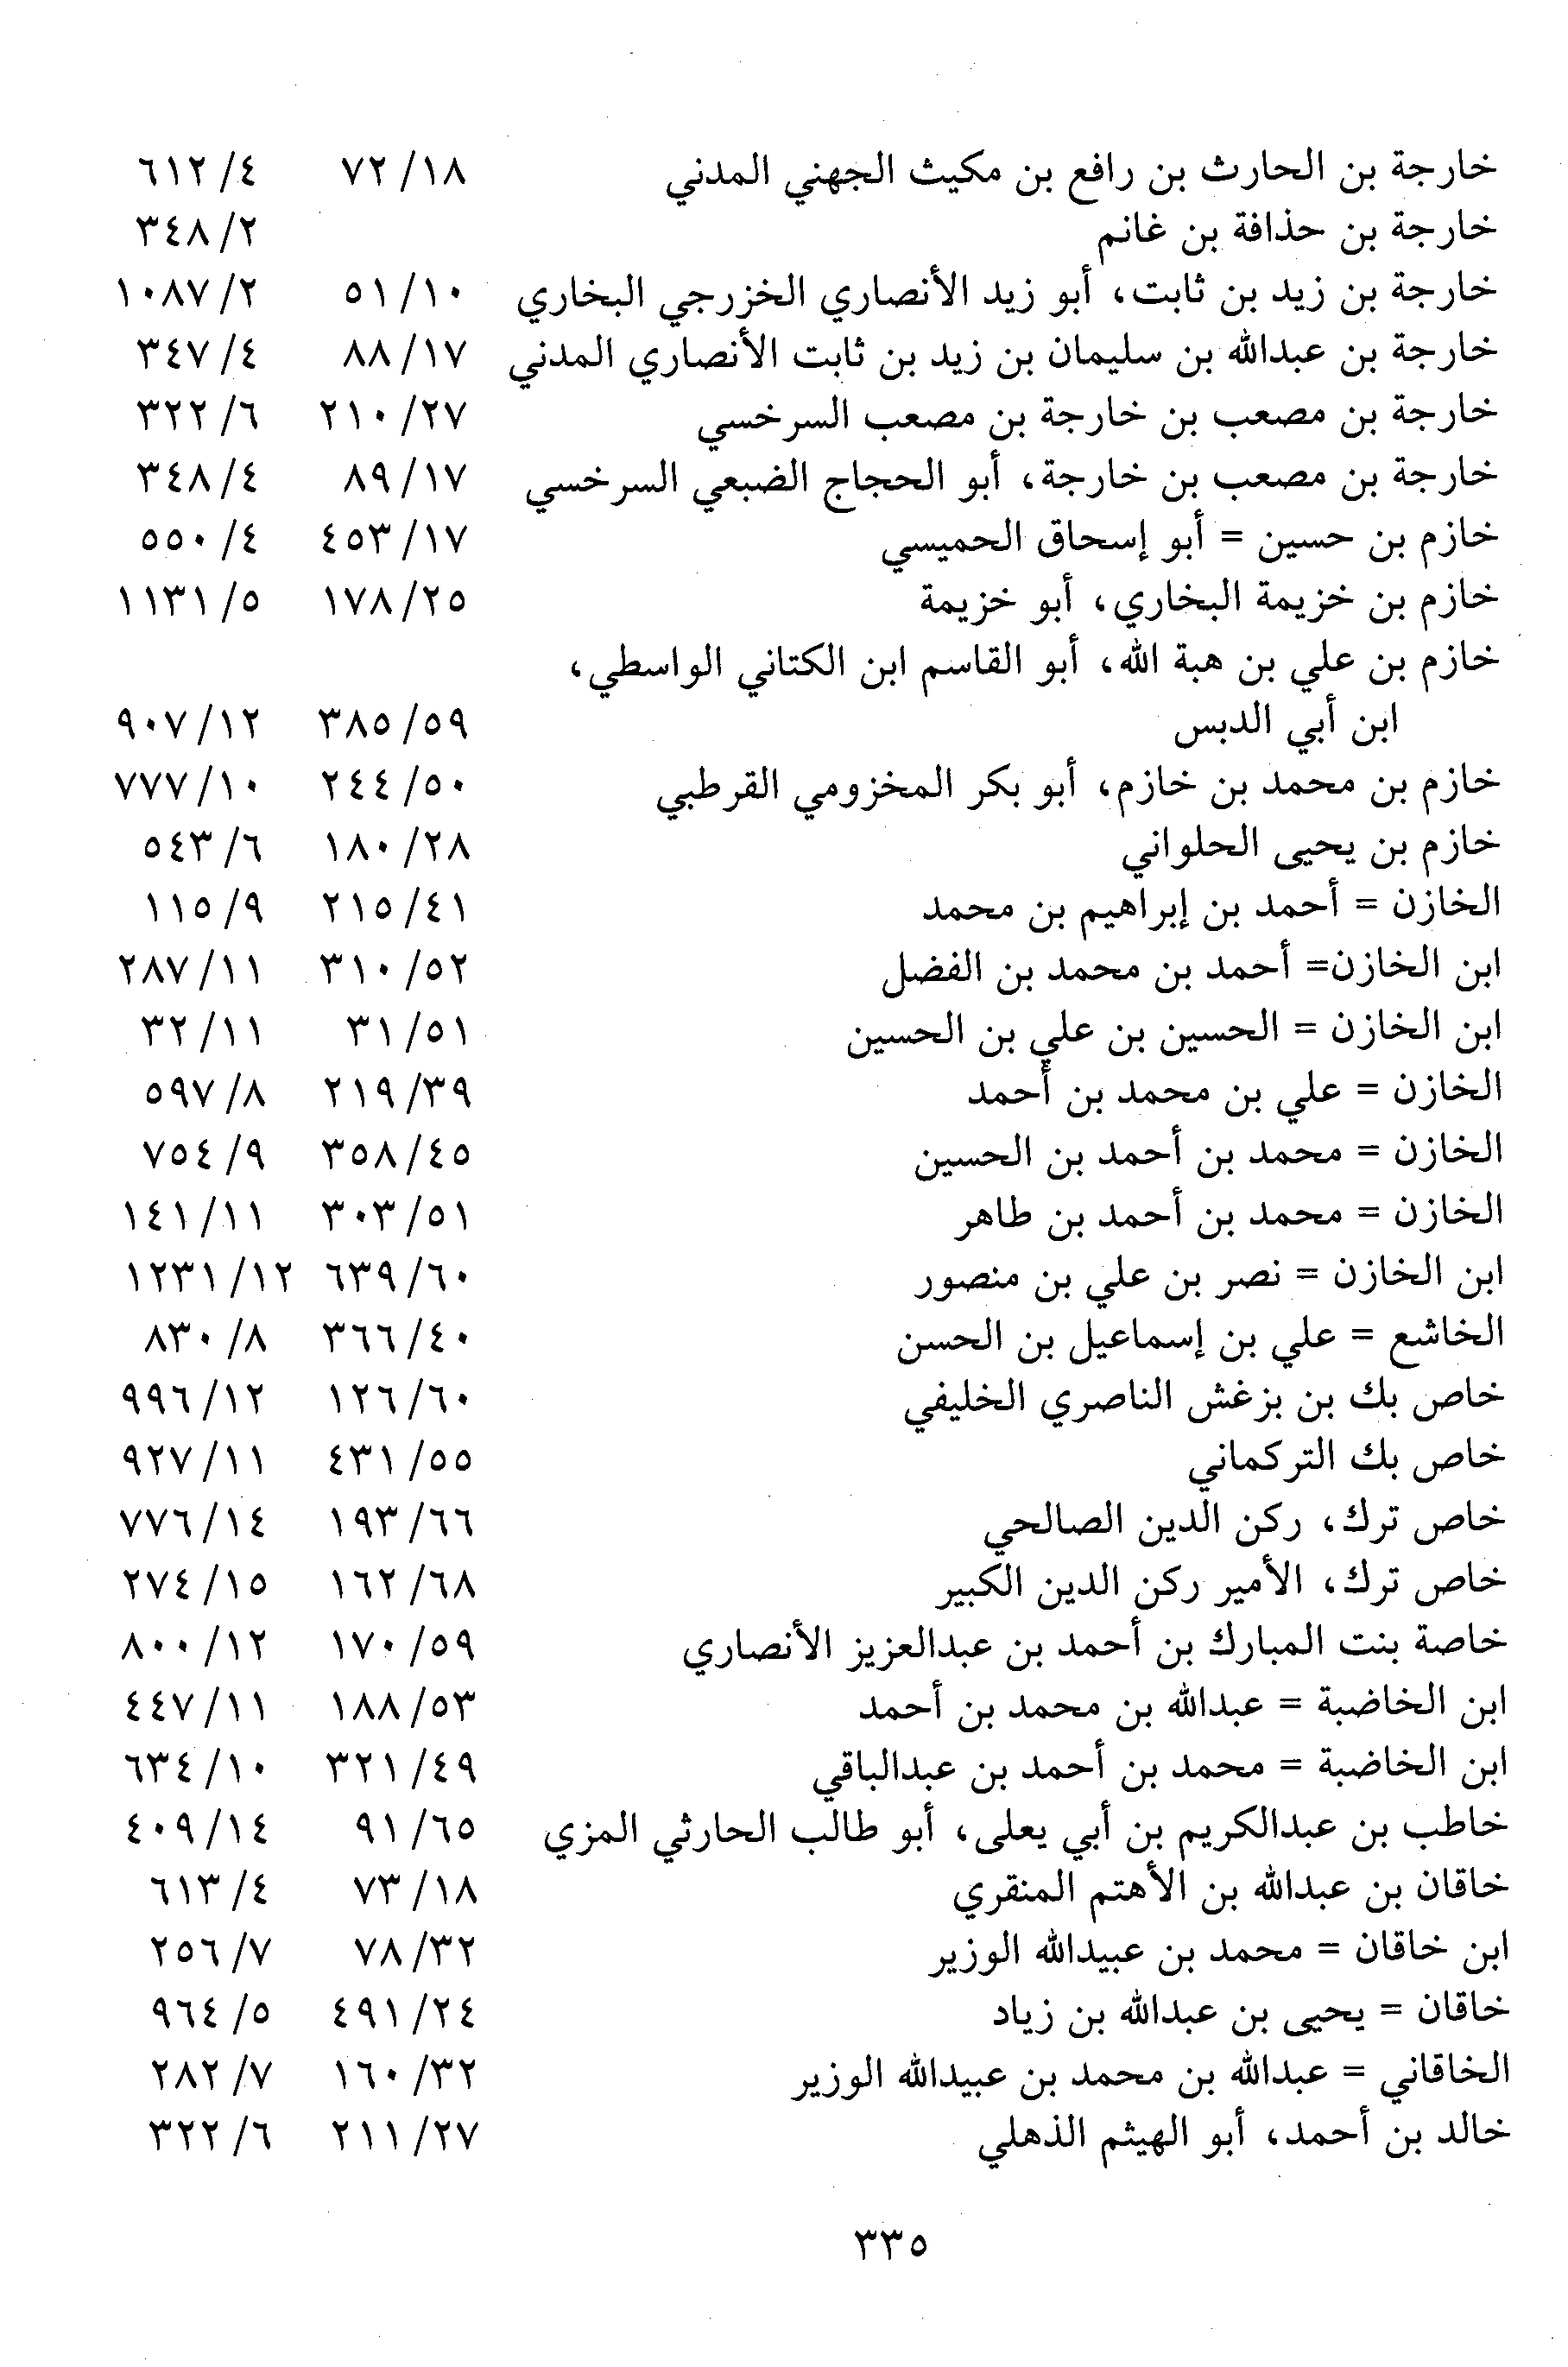 خارجة بن الحارث بن رافع بن مكيث الجهني المدني ١٨/ ٧٢ ٤/ ٦١٢
خارجة بن حذافة بن غانم ٢/ ٣٤٨
خارجة بن زيد بن ثابت، أبو زيد الأنصاري الخزرجي البخاري ١٠/ ٥١ ٢/ ١٠٨٧
خارجة بن عبدالله بن سليمان بن زيد بن ثابت الأنصاري المدني ١٧/ ٨٨ ٤/ ٣٤٧
خارجة بن مصعب بن خارجة بن مصعب السرخسي ٢٧/ ٢١٠ ٦/ ٣٢٢
خارجة بن مصعب بن خارجة، أبو الحجاج الضبعي السرخسي ١٧/ ٨٩ ٤/ ٣٤٨
خازم بن حسين = أبو إسحاق الحميسي ١٧/ ٤٥٣ ٤/ ٥٥٠
خازم بن خزيمة البخاري، أبو خزيمة ٢٥/ ١٧٨ ٥/ ١١٣١
خازم بن علي بن هبة الله، أبو القاسم ابن الكتاني الواسطي،
ابن أبي الدبس ٥٩/ ٣٨٥ ١٢/ ٩٠٧
خازم بن محمد بن خازم، أبو بكر المخزومي القرطبي ٥٠/ ٢٤٤ ١٠/ ٧٧٧
خازم بن يحيى الحلواني ٢٨/ ١٨٠ ٦/ ٥٤٣
الخازن = أحمد بن إبراهيم بن محمد ٤١/ ٢١٥ ٩/ ١١٥
ابن الخازن= أحمد بن محمد بن الفضل ٥٢/ ٣١٠ ١١/ ٢٨٧
ابن الخازن = الحسين بن علي بن الحسين ٥١/ ٣١ ١١/ ٣٢
الخازن = علي بن محمد بن أحمد ٣٩/ ٢١٩ ٨/ ٥٩٧
الخازن = محمد بن أحمد بن الحسين ٤٥/ ٣٥٨ ٩/ ٧٥٤
الخازن = محمد بن أحمد بن طاهر ٥١/ ٣٠٣ ١١/ ١٤١
ابن الخازن = نصر بن علي بن منصور ٦٠/ ٦٣٩ ١٢/ ١٢٣١
الخاشع = علي بن إسماعيل بن الحسن ٤٠/ ٣٦٦ ٨/ ٨٣٠
خاص بك بن بزغش الناصري الخليفي ٦٠/ ١٢٦ ١٢/ ٩٩٦
خاص بك التركماني ٥٥/ ٤٣١ ١١/ ٩٢٧
خاص ترك، ركن الدين الصالحي ٦٦/ ١٩٣ ١٤/ ٧٧٦
خاص ترك، الأمير ركن الدين الكبير ٦٨/ ١٦٢ ١٥/ ٢٧٤
خاصة بنت المبارك بن أحمد بن عبدالعزيز الأنصاري ٥٩/ ١٧٠ ١٢/ ٨٠٠
ابن الخاضبة = عبدالله بن محمد بن أحمد ٥٣/ ١٨٨ ١١/ ٤٤٧
ابن الخاضبة = محمد بن أحمد بن عبدالباقي ٤٩/ ٣٢١ ١٠/ ٦٣٤
خاطب بن عبدالكريم بن أبي يعلى، أبو طالب الحارثي المزي ٦٥/ ٩١ ١٤/ ٤٠٩
خاقان بن عبدالله بن الأهتم المنقري ١٨/ ٧٣ ٤/ ٦١٣
ابن خاقان = محمد بن عبيدالله الوزير ٣٢/ ٧٨ ٧/ ٢٥٦
خاقان = يحيى بن عبدالله بن زياد ٢٤/ ٤٩١ ٥/ ٩٦٤
الخاقاني = عبدالله بن محمد بن عبيدالله الوزير ٣٢/ ١٦٠ ٧/ ٢٨٢
خالد بن أحمد، أبو الهيثم الذهلي ٢٧/ ٢١١ ٦/ ٣٢٢
٣٣٥